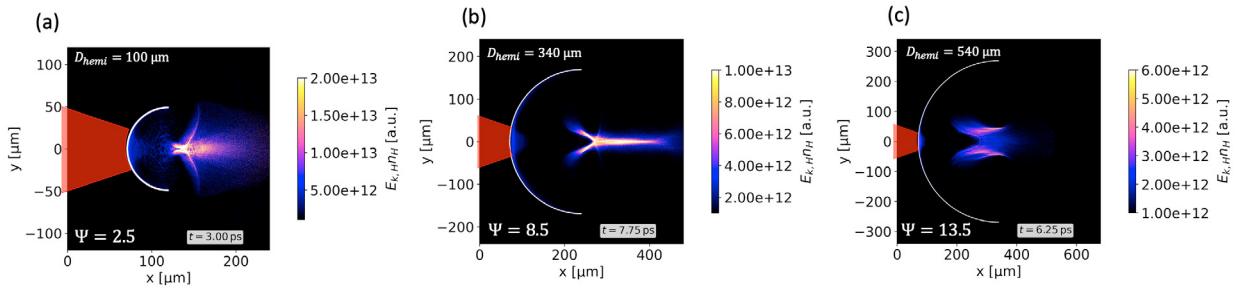 (a)
D_hemi = 100 μm
Ψ = 2.5
t = 3.00 ps
100
50
0
−50
−100
y [μm]
0
100
200
x [μm]
2.00e+13
1.50e+13
1.00e+13
5.00e+12
E_k,H n_H [a.u.]
(b)
D_hemi = 340 μm
Ψ = 8.5
t = 7.75 ps
200
100
0
−100
−200
y [μm]
0
100
200
300
400
x [μm]
1.00e+13
8.00e+12
6.00e+12
4.00e+12
2.00e+12
E_k,H n_H [a.u.]
(c)
D_hemi = 540 μm
Ψ = 13.5
t = 6.25 ps
300
200
100
0
−100
−200
−300
y [μm]
0
200
400
600
x [μm]
6.00e+12
5.00e+12
4.00e+12
3.00e+12
2.00e+12
1.00e+12
E_k,H n_H [a.u.]